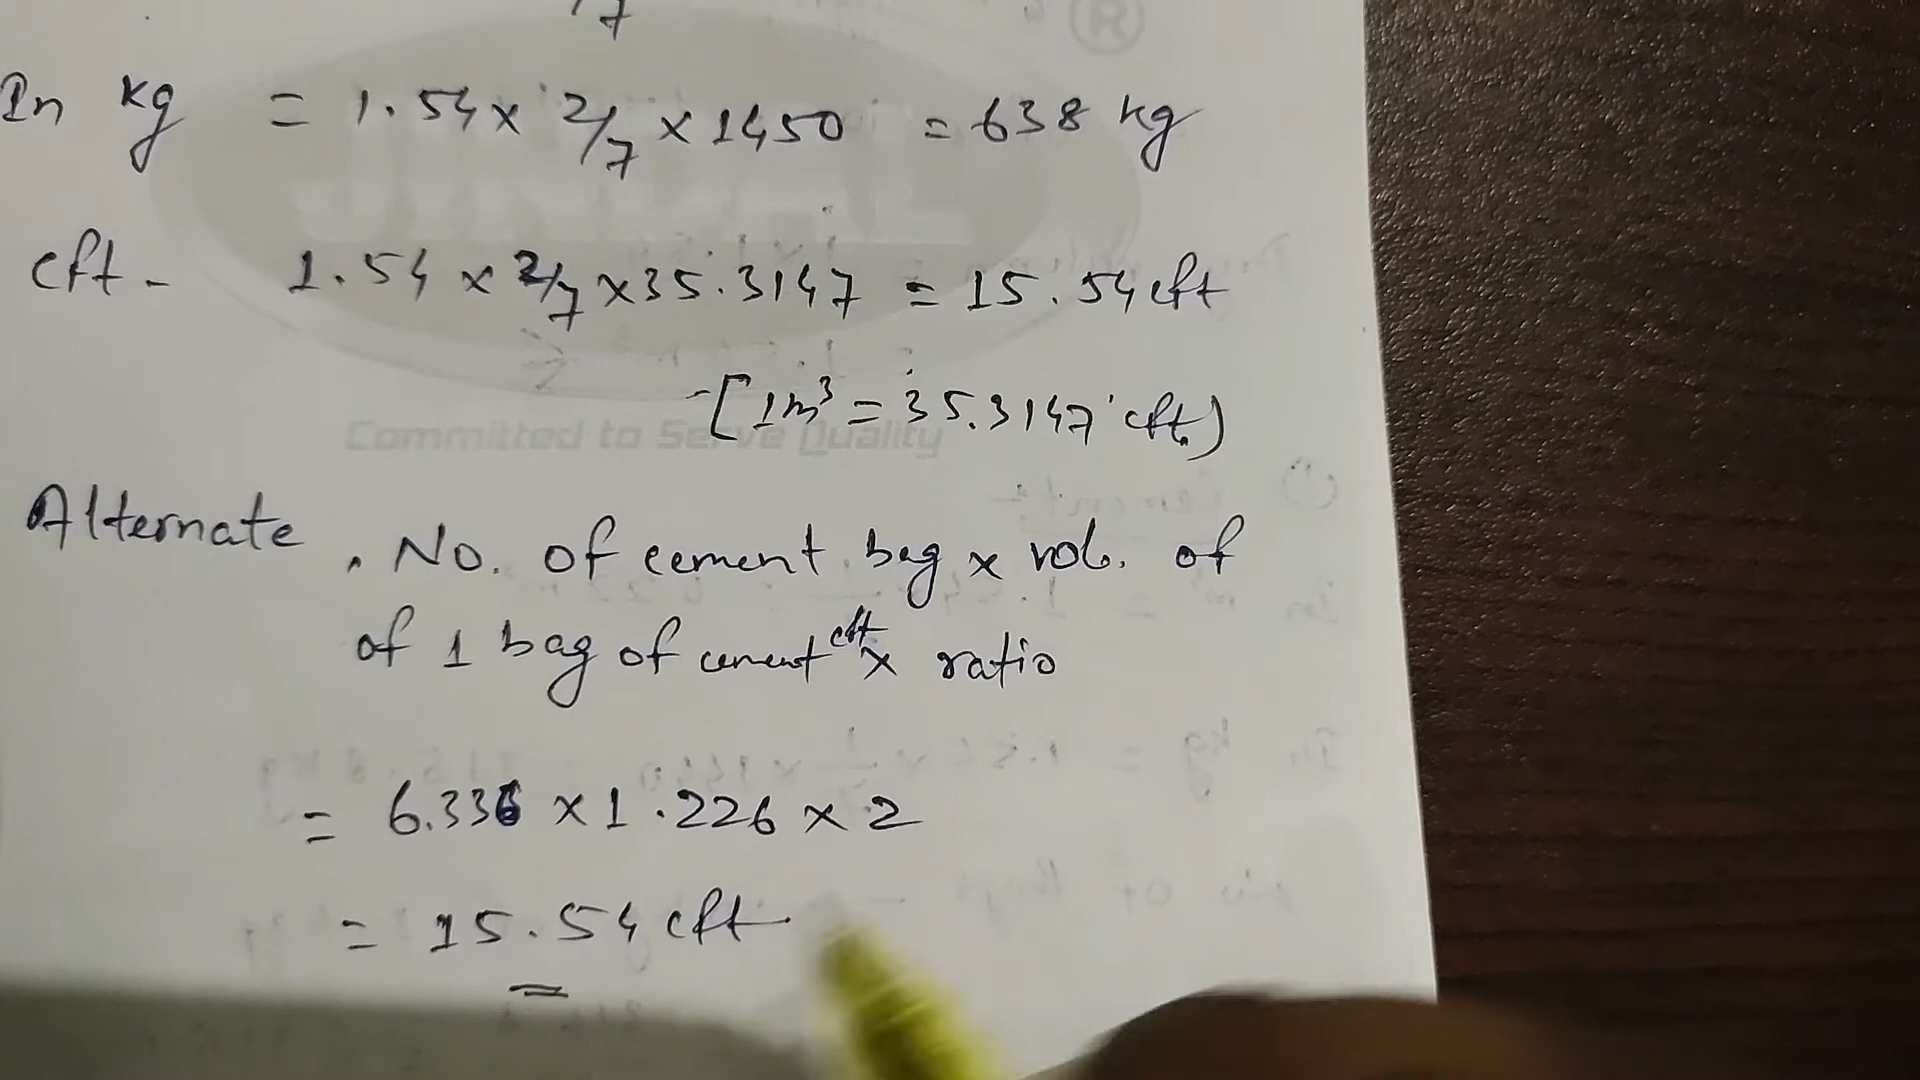 7
In kg = 1.54 x 2/7 x 1450 = 638 kg
JINDAL
cft - 1.54 x 2/7 x 35.3147 = 15.54 cft
[1m³ = 35.3147 cft.)
Committed to Serve Quality
Alternate . No. of cement bag x vol. of
of 1 bag of cement cft x ratio
= 6.336 x 1.226 x 2
= 15.54 cft